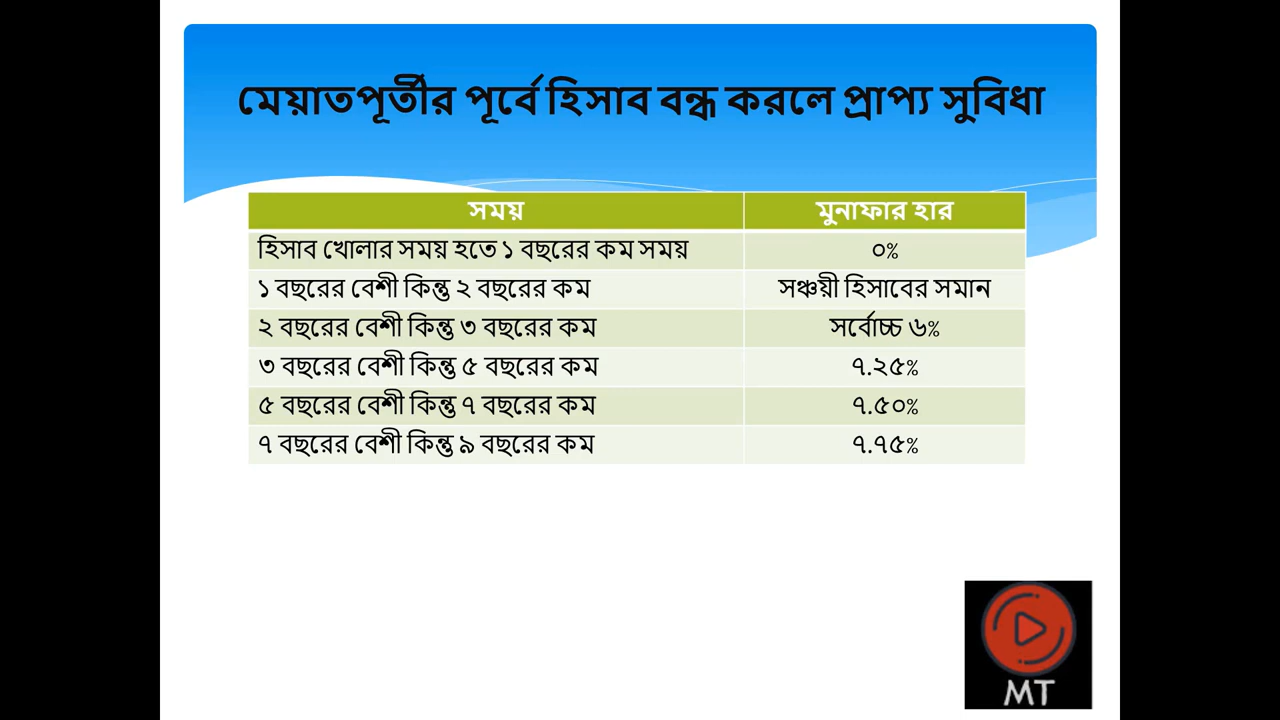 মেয়াতপূর্তীর পূর্বে হিসাব বন্ধ করলে প্রাপ্য সুবিধা
সময় মুনাফার হার
হিসাব খোলার সময় হতে ১ বছরের কম সময় ০%
১ বছরের বেশী কিন্তু ২ বছরের কম সঞ্চয়ী হিসাবের সমান
২ বছরের বেশী কিন্তু ৩ বছরের কম সর্বোচ্চ ৬%
৩ বছরের বেশী কিন্তু ৫ বছরের কম ৭.২৫%
৫ বছরের বেশী কিন্তু ৭ বছরের কম ৭.৫০%
৭ বছরের বেশী কিন্তু ৯ বছরের কম ৭.৭৫%
MT